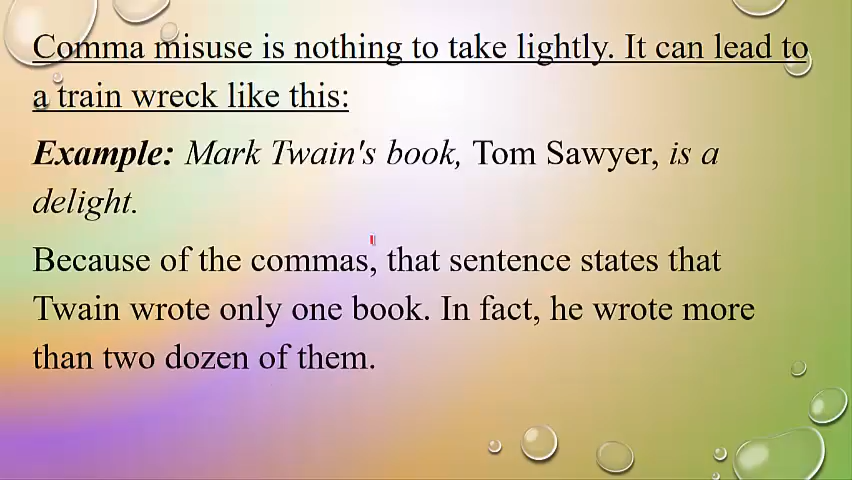 Comma misuse is nothing to take lightly. It can lead to
a train wreck like this:
Example: Mark Twain's book, Tom Sawyer, is a
delight.
Because of the commas, that sentence states that
Twain wrote only one book. In fact, he wrote more
than two dozen of them.